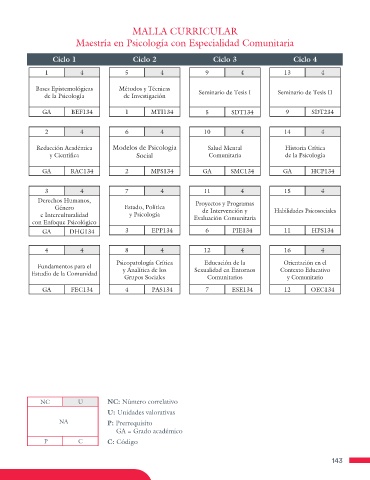 MALLA CURRICULAR
Maestría en Psicología con Especialidad Comunitaria
Ciclo 1 Ciclo 2 Ciclo 3 Ciclo 4
1 4 5 4 9 4 13 4
Bases Epistemológicas
de la Psicología
Métodos y Técnicas
de Investigación
Seminario de Tesis I
Seminario de Tesis II
GA BEF134 1 MTI134 5 SDT134 9 SDT234
2 4 6 4 10 4 14 4
Redacción Académica
y Científica
Modelos de Psicología
Social
Salud Mental
Comunitaria
Historia Crítica
de la Psicología
GA RAC134 2 MPS134 GA SMC134 GA HCP134
3 4 7 4 11 4 15 4
Derechos Humanos,
Género
e Interculturalidad
con Enfoque Psicológico
Estado, Política
y Psicología
Proyectos y Programas
de Intervención y
Evaluación Comunitaria
Habilidades Psicosociales
GA DHG134 3 EPP134 6 PIE134 11 HPS134
4 4 8 4 12 4 16 4
Fundamentos para el
Estudio de la Comunidad
Psicopatología Crítica
y Analítica de los
Grupos Sociales
Educación de la
Sexualidad en Entornos
Comunitarios
Orientación en el
Contexto Educativo
y Comunitario
GA FEC134 4 PAS134 7 ESE134 12 OEC134
NC U
NA
P C
NC: Número correlativo
U: Unidades valorativas
P: Prerrequisito
GA = Grado académico
C: Código
143